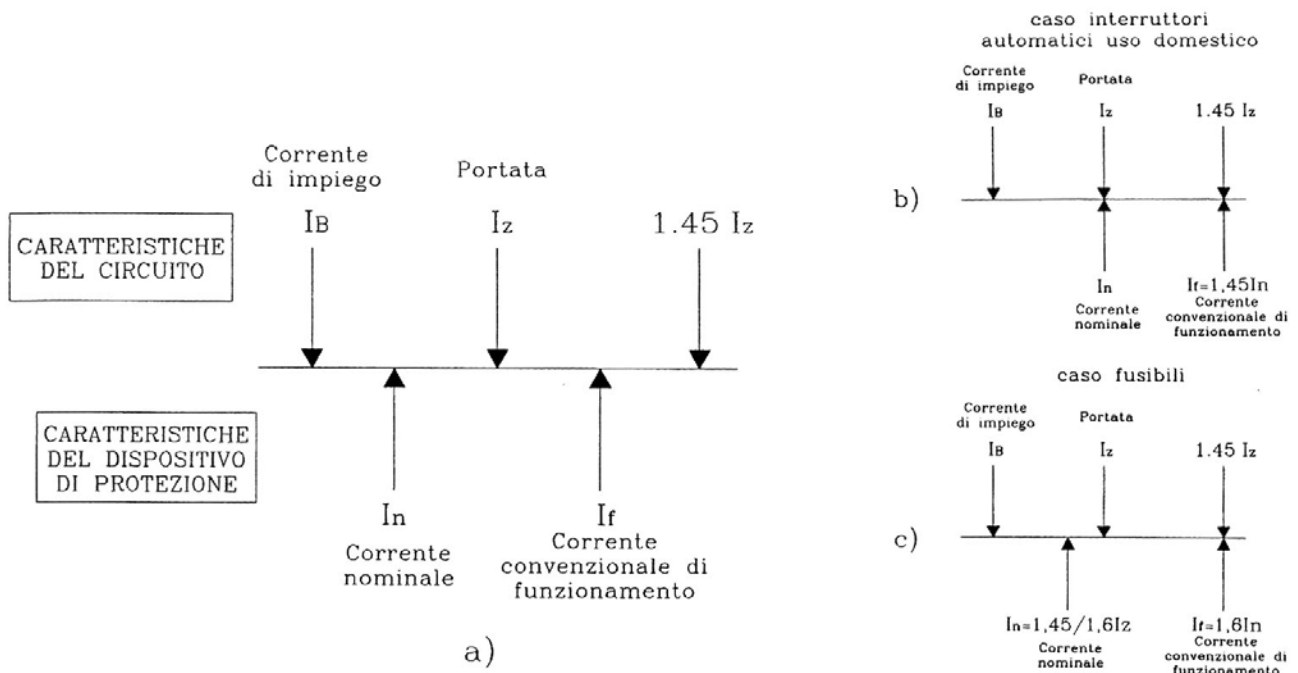 Corrente
di impiego
Portata
IB
Iz
1.45 Iz
CARATTERISTICHE
DEL CIRCUITO
CARATTERISTICHE
DEL DISPOSITIVO
DI PROTEZIONE
In
Corrente
nominale
If
Corrente
convenzionale di
funzionamento
a)
caso interruttori
automatici uso domestico
Corrente
di impiego
Portata
IB
Iz
1.45 Iz
b)
In
Corrente
nominale
If=1,45In
Corrente
convenzionale di
funzionamento
caso fusibili
Corrente
di impiego
Portata
IB
Iz
1.45 Iz
c)
In=1,45/1,6Iz
Corrente
nominale
If=1,6In
Corrente
convenzionale di
funzionamento